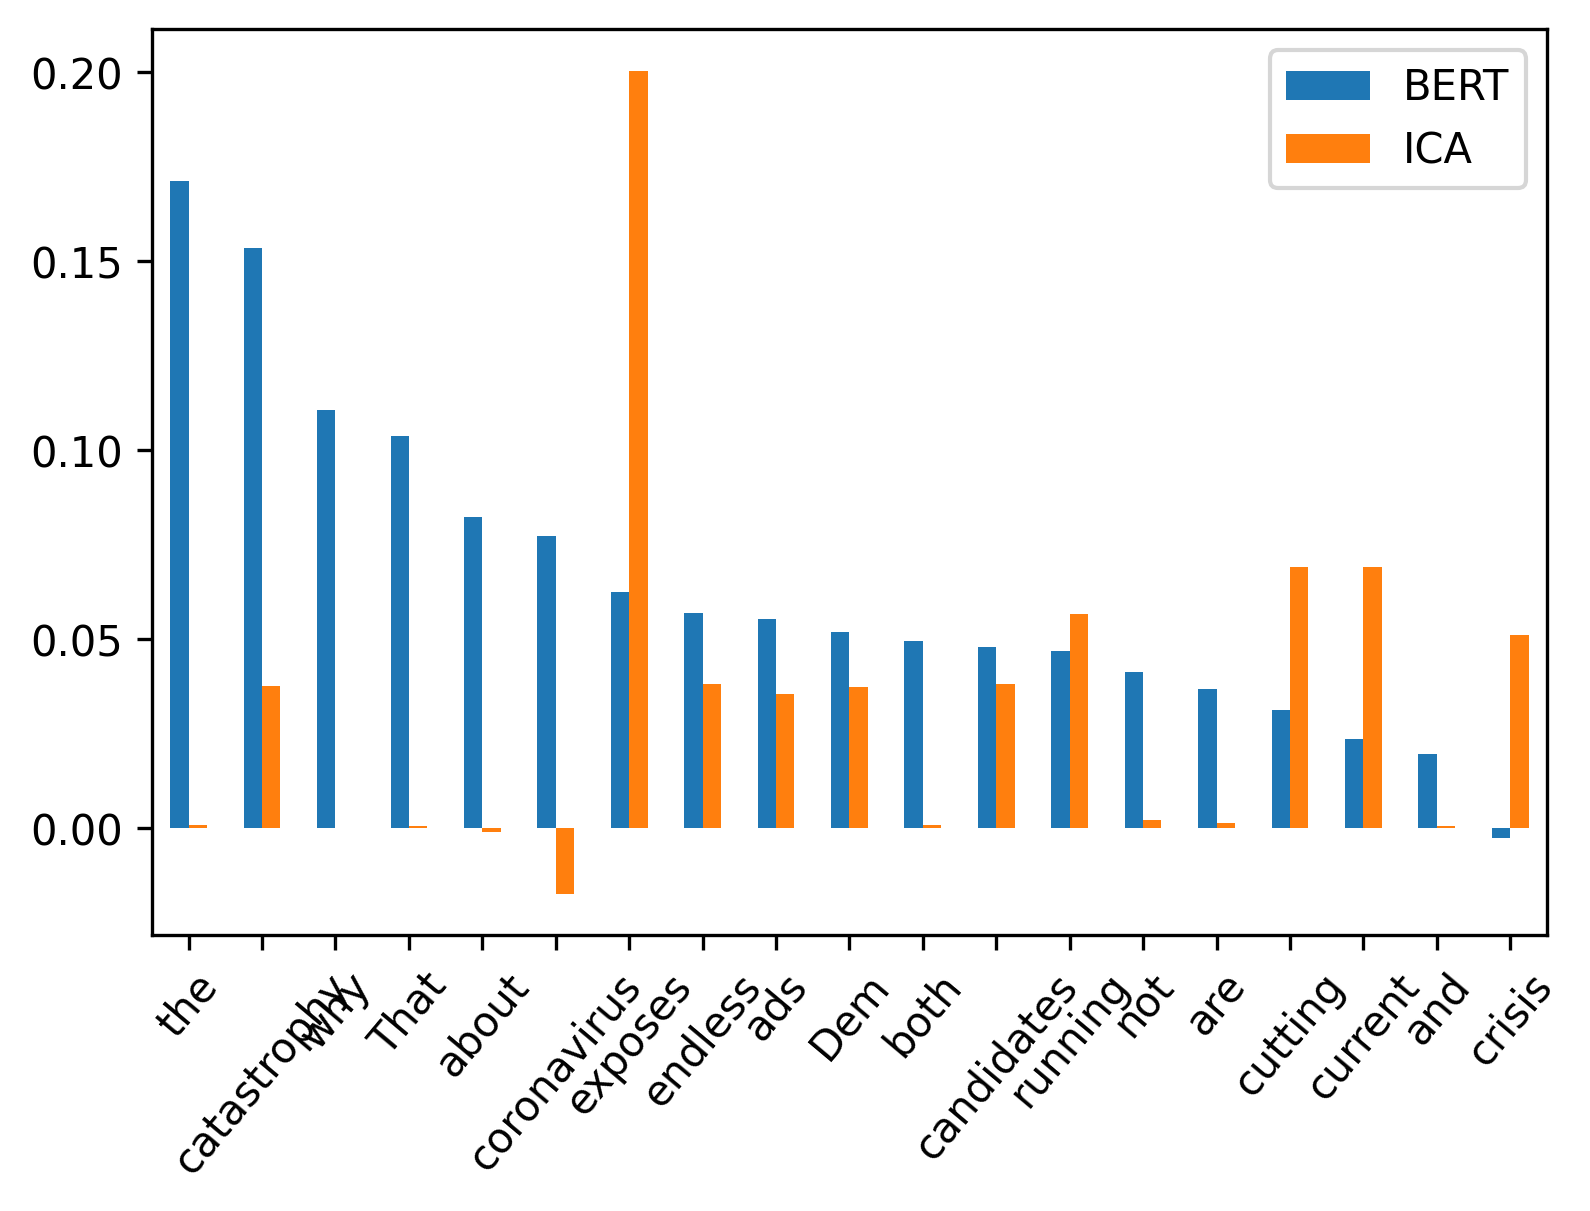 0.20
0.15
0.10
0.05
0.00
BERT
ICA
the
catastrophy
why
That
about
coronavirus
exposes
endless
ads
Dem
both
candidates
running
not
are
cutting
current
and
crisis